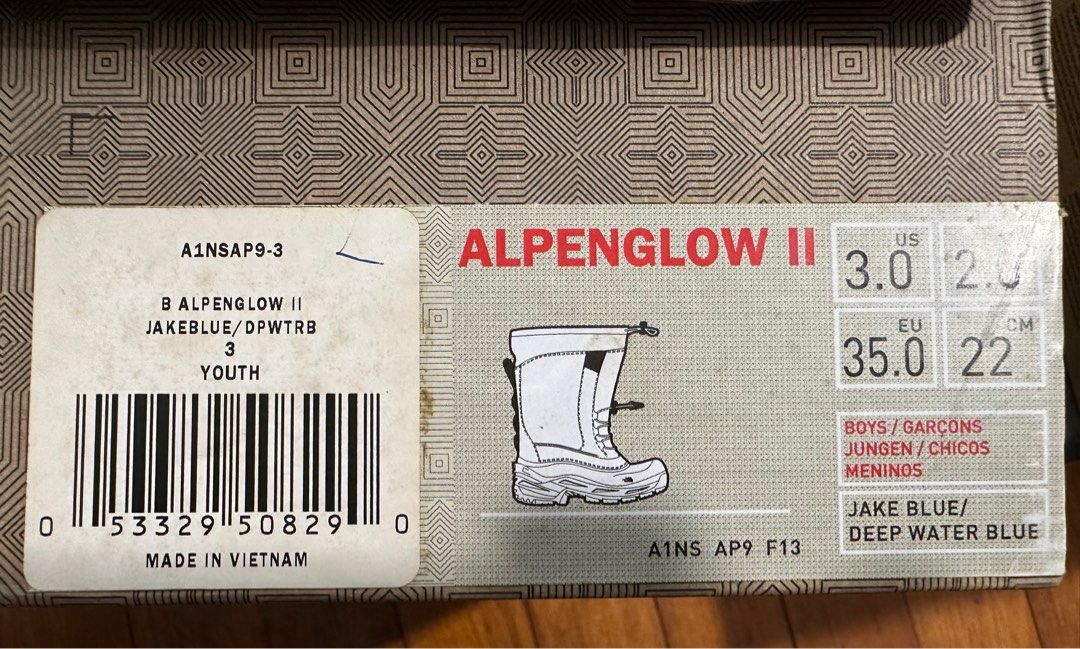 A1NSAP9-3
B ALPENGLOW II
JAKEBLUE/DPWTRB
3
YOUTH
0 53329 50829 0
MADE IN VIETNAM
ALPENGLOW II
A1NS AP9 F13
US
3.0
2.0
EU
35.0
CM
22
BOYS / GARÇONS
JUNGEN / CHICOS
MENINOS
JAKE BLUE/
DEEP WATER BLUE